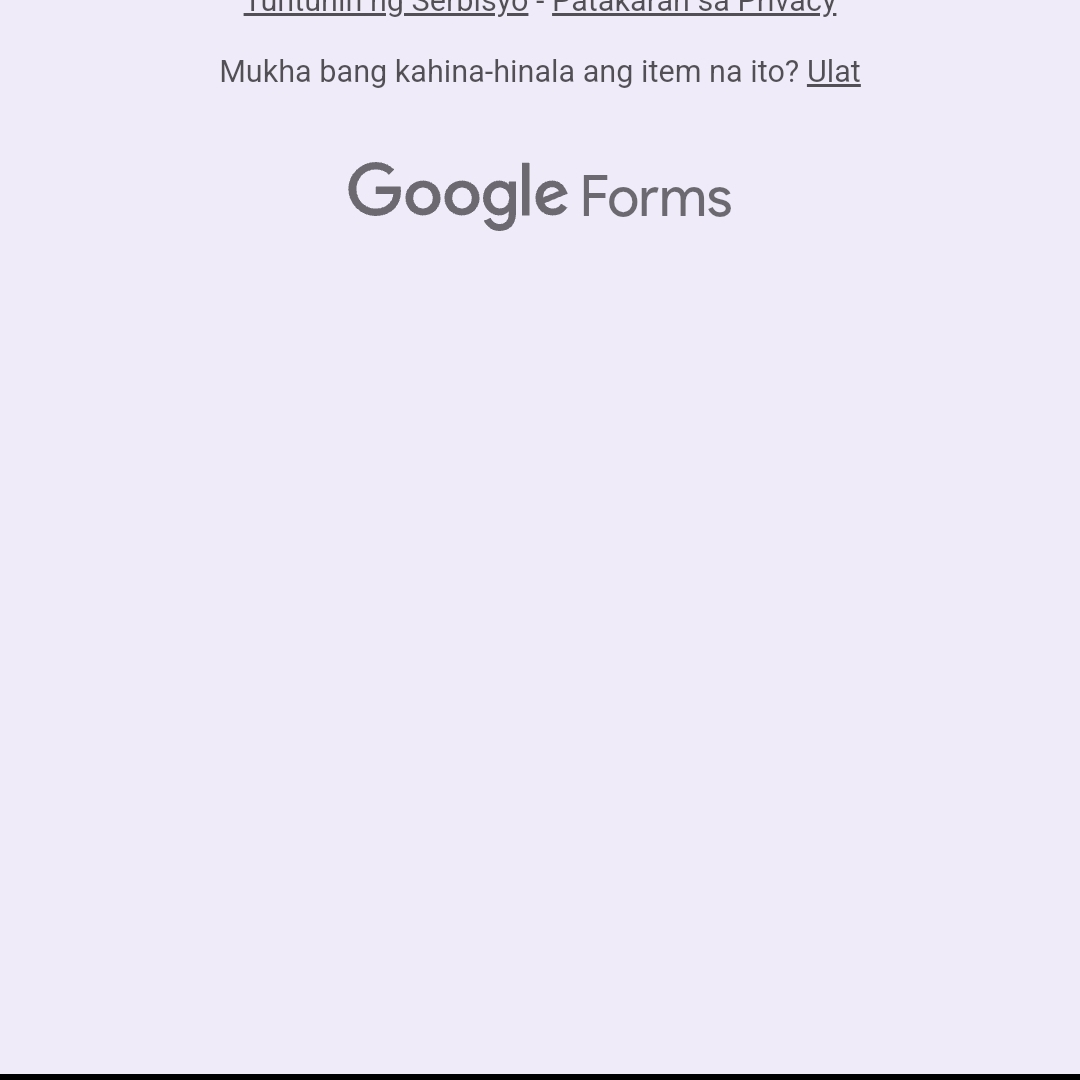 Tuntunin ng Serbisyo - Patakaran sa Privacy
Mukha bang kahina-hinala ang item na ito? Ulat
Google Forms